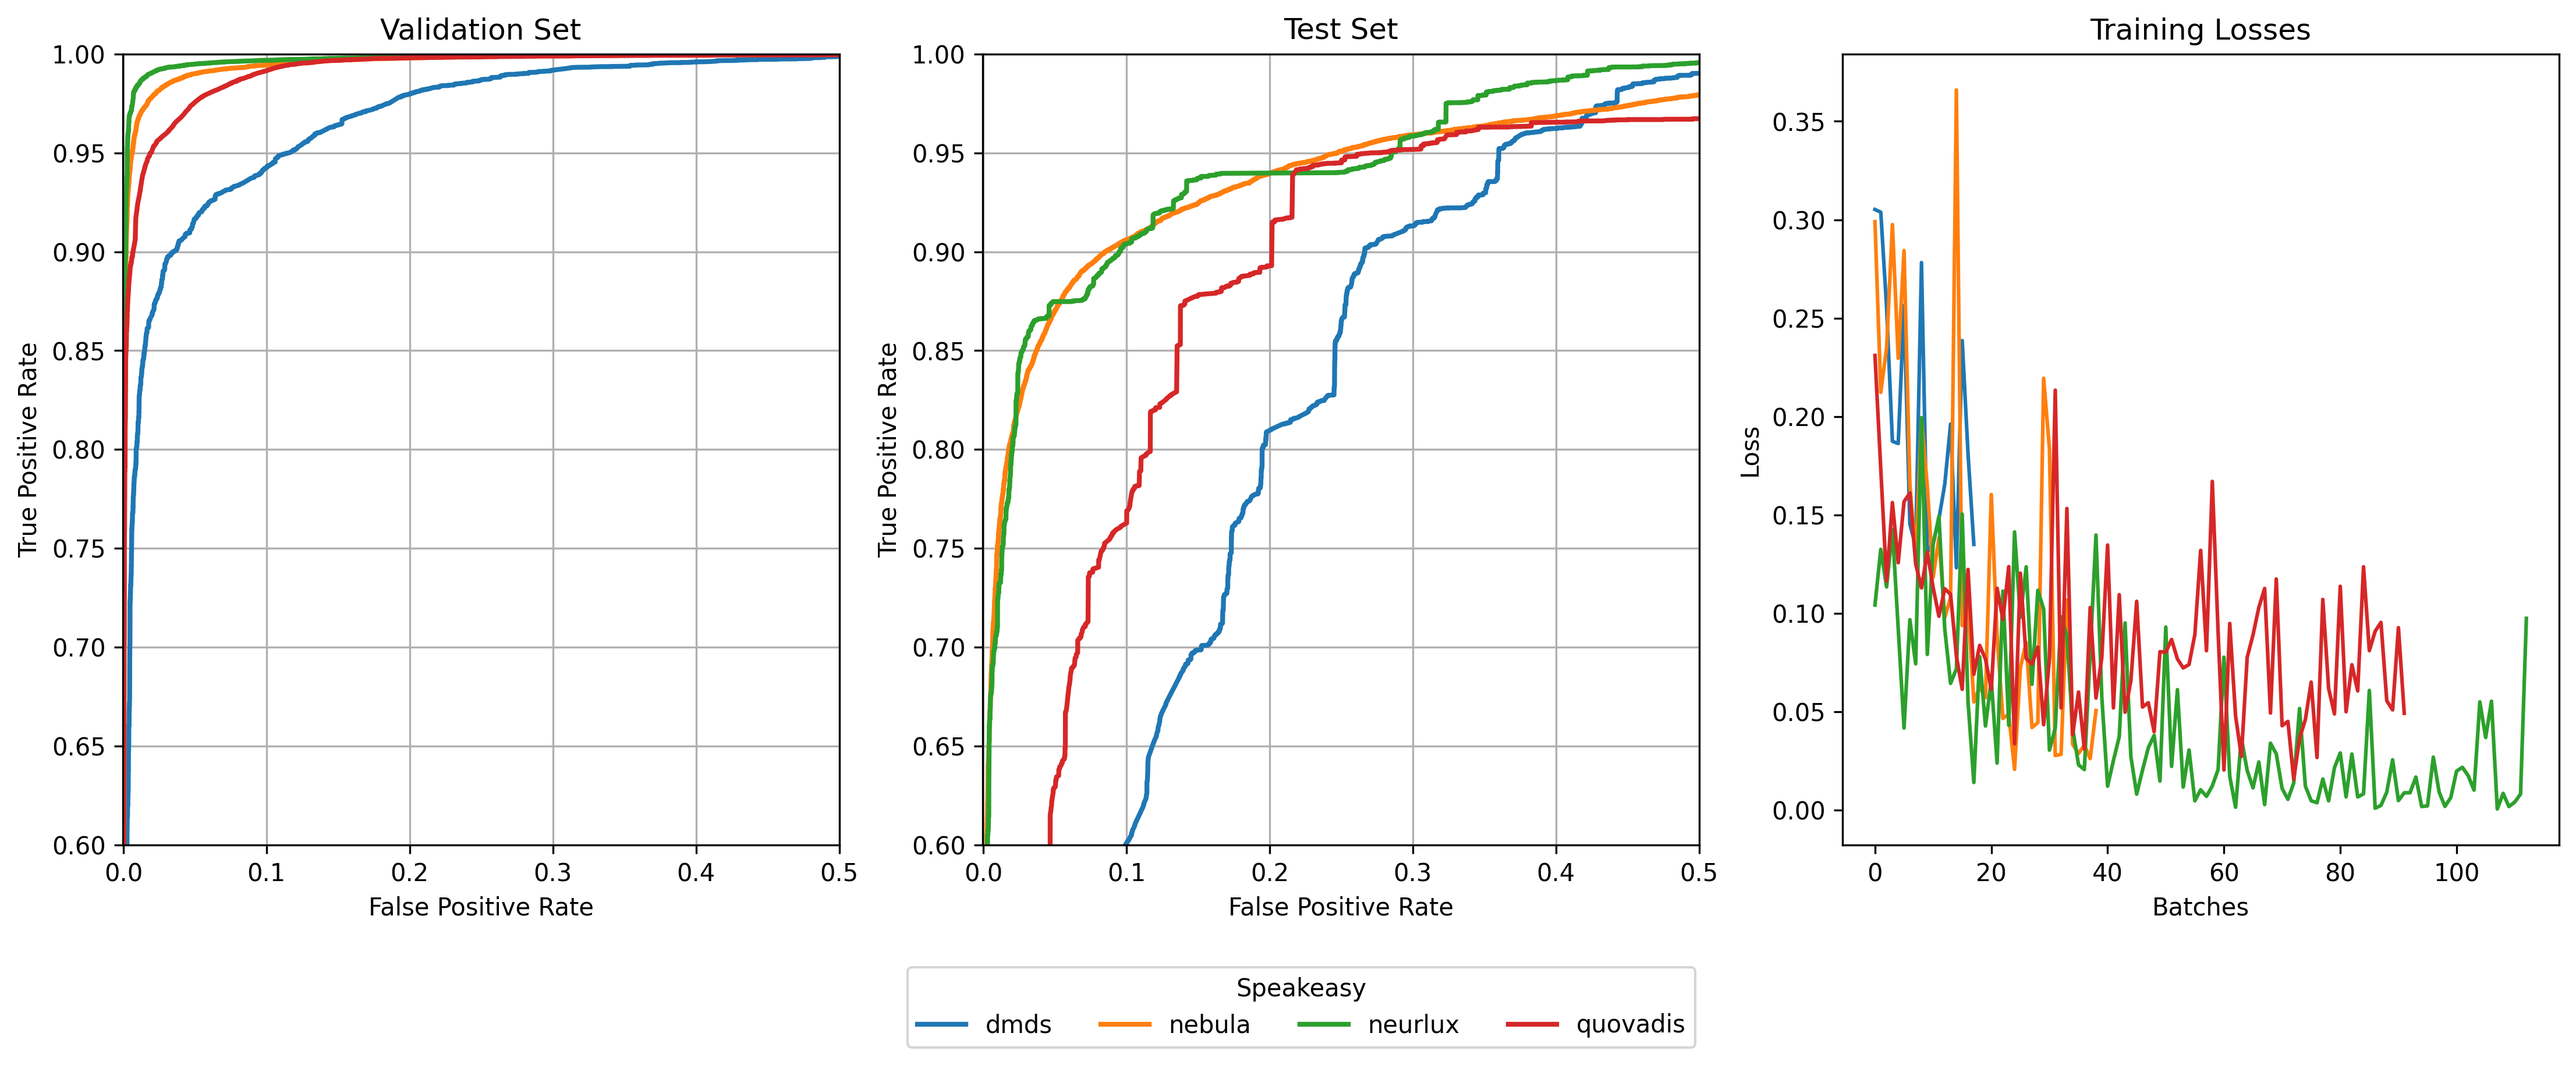 Validation Set
1.00
0.95
0.90
0.85
0.80
0.75
0.70
0.65
0.60
True Positive Rate
0.0 0.1 0.2 0.3 0.4 0.5
False Positive Rate
Test Set
1.00
0.95
0.90
0.85
0.80
0.75
0.70
0.65
0.60
True Positive Rate
0.0 0.1 0.2 0.3 0.4 0.5
False Positive Rate
Training Losses
0.35
0.30
0.25
0.20
0.15
0.10
0.05
0.00
Loss
0 20 40 60 80 100
Batches
Speakeasy
dmds nebula neurlux quovadis